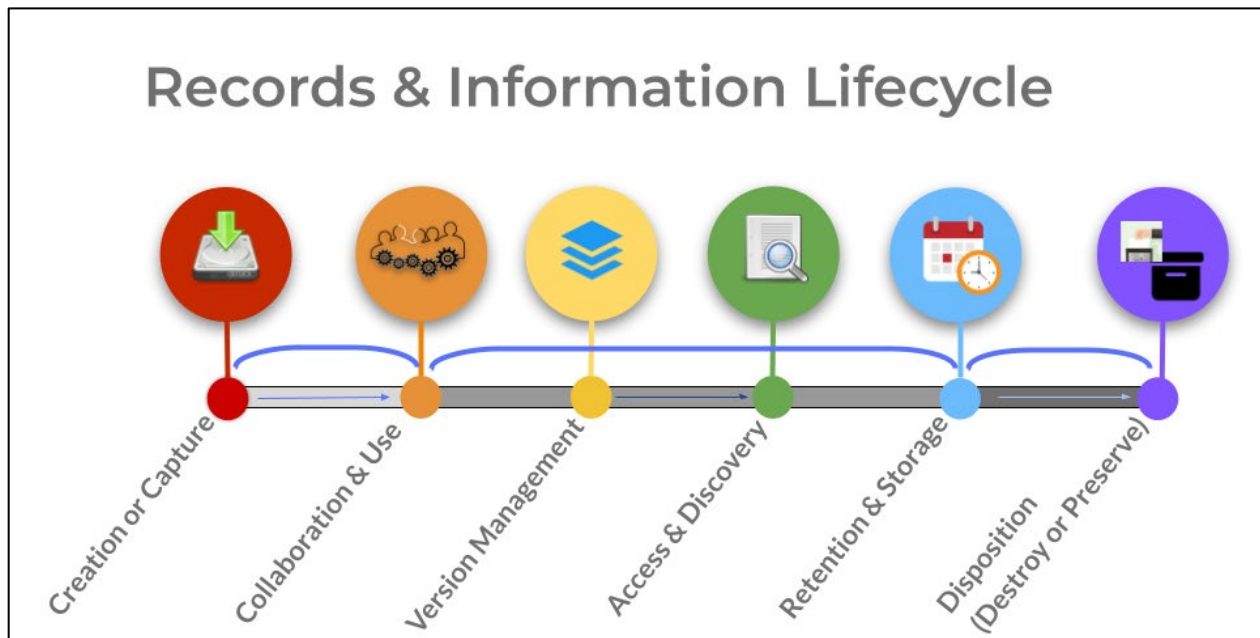 Records & Information Lifecycle
Creation or Capture
Collaboration & Use
Version Management
Access & Discovery
Retention & Storage
Disposition
(Destroy or Preserve)